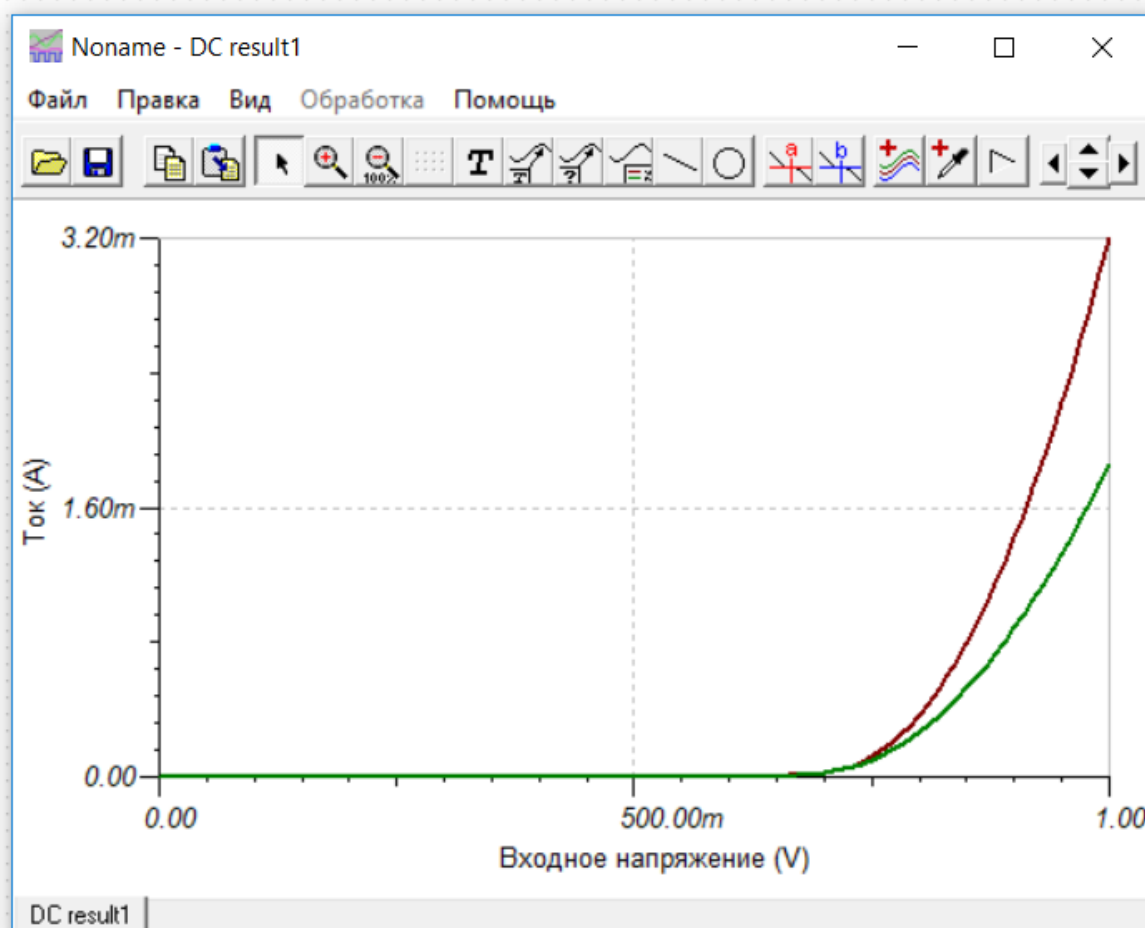 Noname - DC result1
Файл Правка Вид Обработка Помощь
100% T T ? a b
3.20m
Ток (A)
1.60m
0.00
0.00 500.00m 1.00
Входное напряжение (V)
DC result1